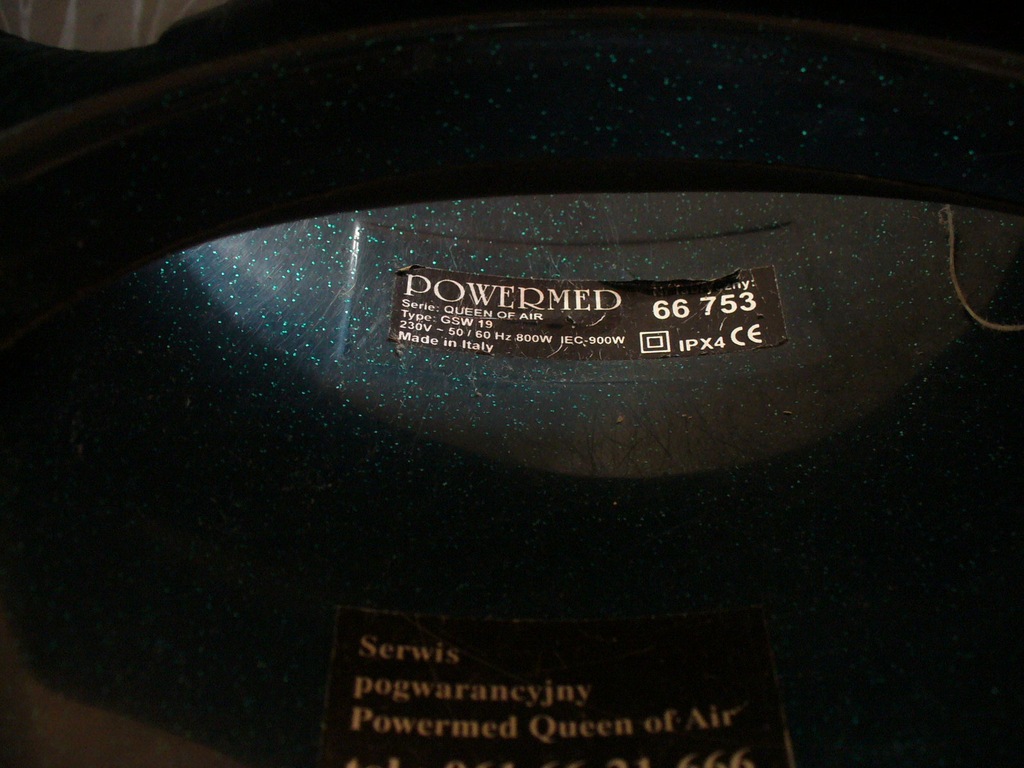 POWERMED
Serie: QUEEN OF AIR
Type: GSW 19
230V ~ 50 / 60 Hz 800W IEC-900W
Made in Italy
66 753
IPX4 CE
Serwis
pogwarancyjny
Powermed Queen of Air